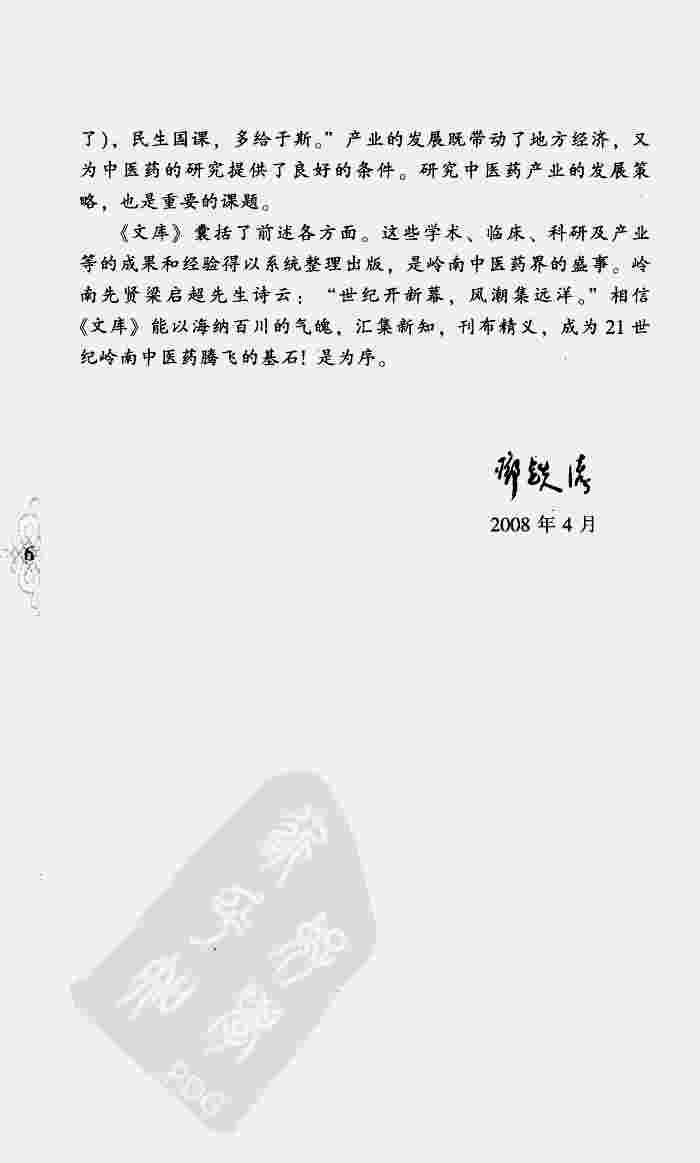 了)，民生国课，多给于斯。”产业的发展既带动了地方经济，又
为中医药的研究提供了良好的条件。研究中医药产业的发展策
略，也是重要的课题。
《文库》囊括了前述各方面。这些学术、临床、科研及产业
等的成果和经验得以系统整理出版，是岭南中医药界的盛事。岭
南先贤梁启超先生诗云：“世纪开新幕，风潮集远洋。”相信
《文库》能以海纳百川的气魄，汇集新知，刊布精义，成为 21 世
纪岭南中医药腾飞的基石！是为序。
邓铁涛
2008 年 4 月
6
PDG